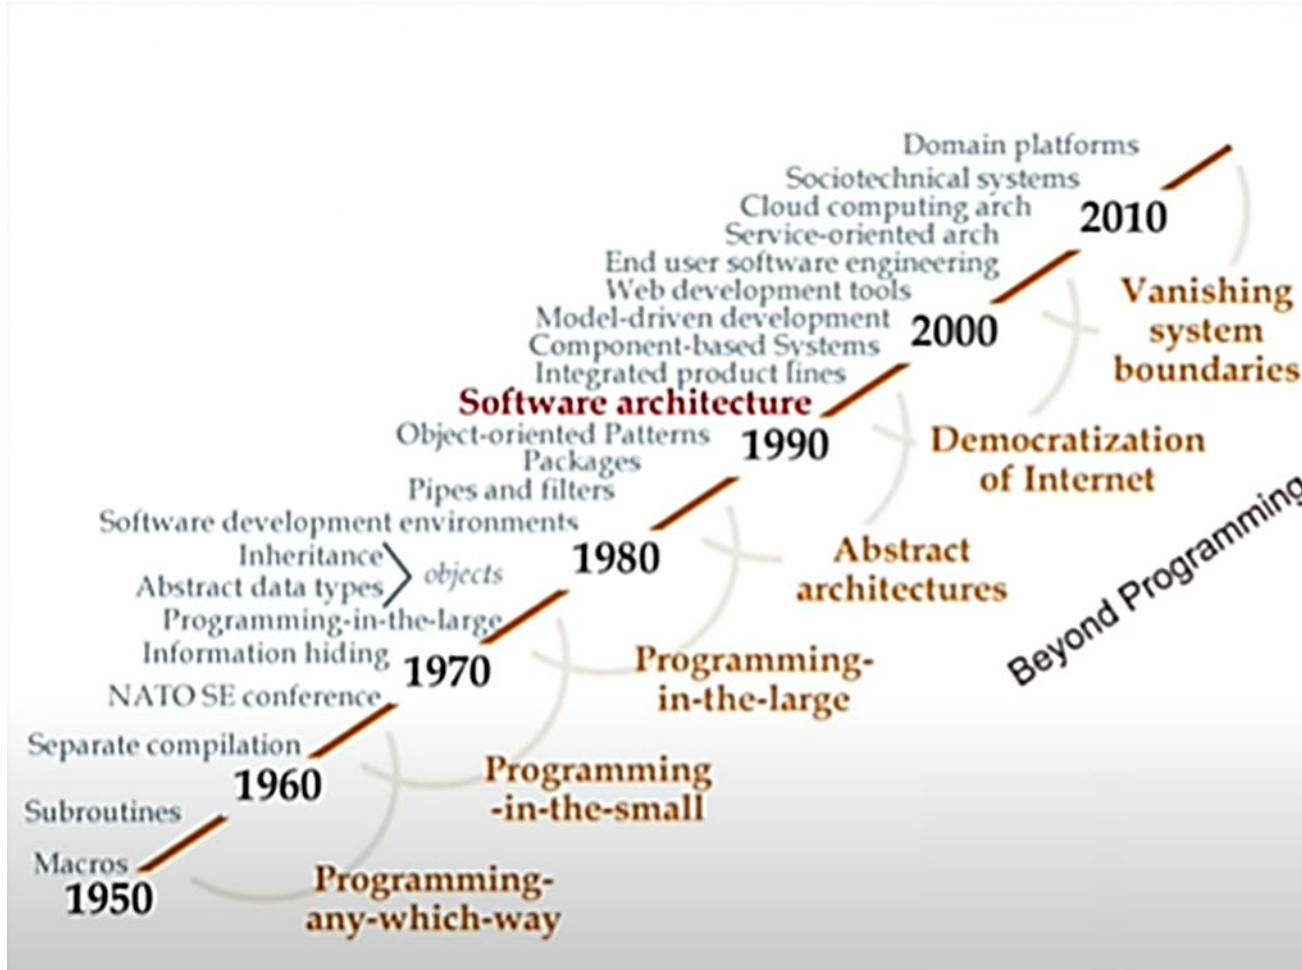 Domain platforms
Sociotechnical systems
Cloud computing arch
2010
Service-oriented arch
End user software engineering
Web development tools
Model-driven development
2000
Component-based Systems
Integrated product lines
Software architecture
Object-oriented Patterns
1990
Packages
Pipes and filters
Software development environments
Inheritance
Abstract data types
objects
1980
Programming-in-the-large
Information hiding
1970
NATO SE conference
Separate compilation
1960
Subroutines
Macros
1950
Vanishing
system
boundaries
Democratization
of Internet
Abstract
architectures
Programming-
in-the-large
Programming
-in-the-small
Programming-
any-which-way
Beyond Programming